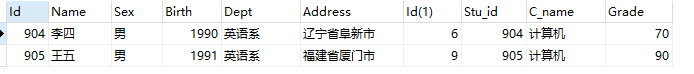 Id Name Sex Birth Dept Address Id(1) Stu_id C_name Grade
904 李四 男 1990 英语系 辽宁省阜新市 6 904 计算机 70
905 王五 男 1991 英语系 福建省厦门市 9 905 计算机 90